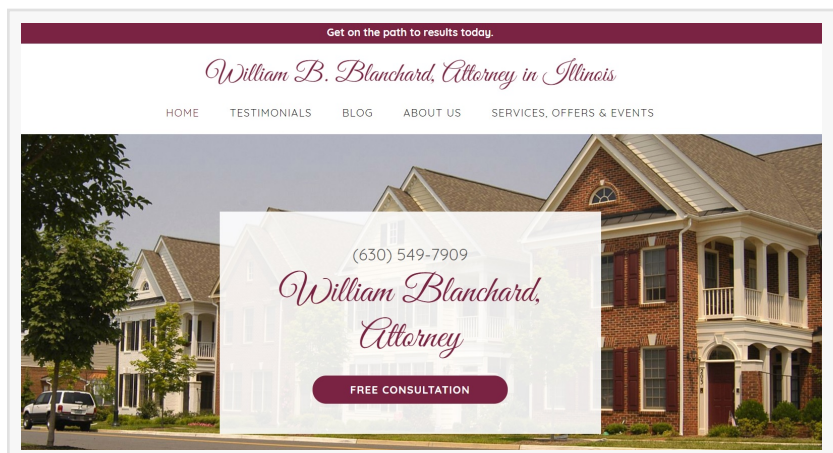 Get on the path to results today.
William B. Blanchard, Attorney in Illinois
HOME TESTIMONIALS BLOG ABOUT US SERVICES, OFFERS & EVENTS
(630) 549-7909
William Blanchard,
Attorney
FREE CONSULTATION